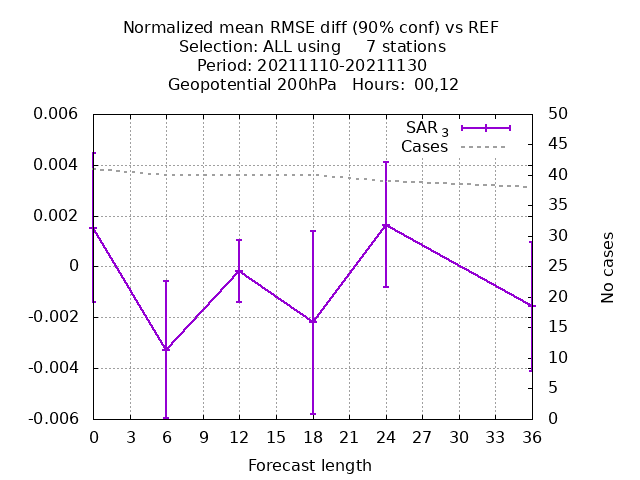 Normalized mean RMSE diff (90% conf) vs REF
Selection: ALL using     7 stations
Period: 20211110-20211130
Geopotential 200hPa   Hours: 00,12
SAR 3
Cases
0.006
0.004
0.002
0
-0.002
-0.004
-0.006
50
45
40
35
30
25
20
15
10
5
0
No cases
0 3 6 9 12 15 18 21 24 27 30 33 36
Forecast length